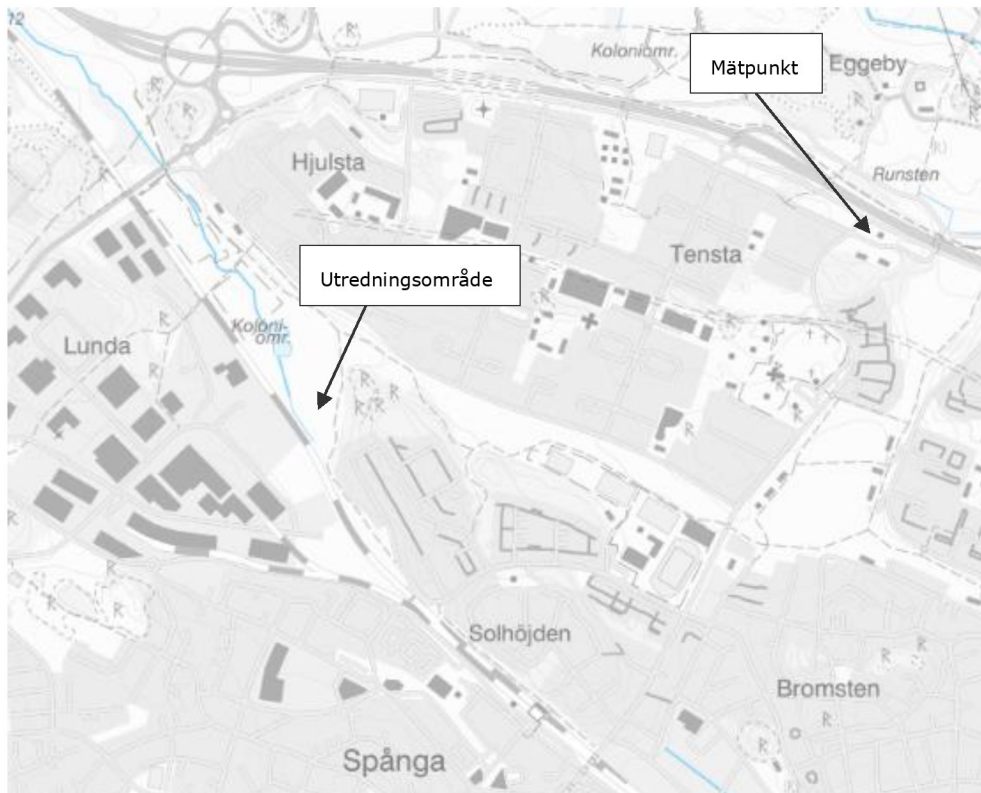 12
Koloniomr.
Mätpunkt
Eggeby
Hjulsta
Runsten
Tensta
Utredningsområde
Koloni-
omr.
Lunda
Solhöjden
Bromsten
Spånga